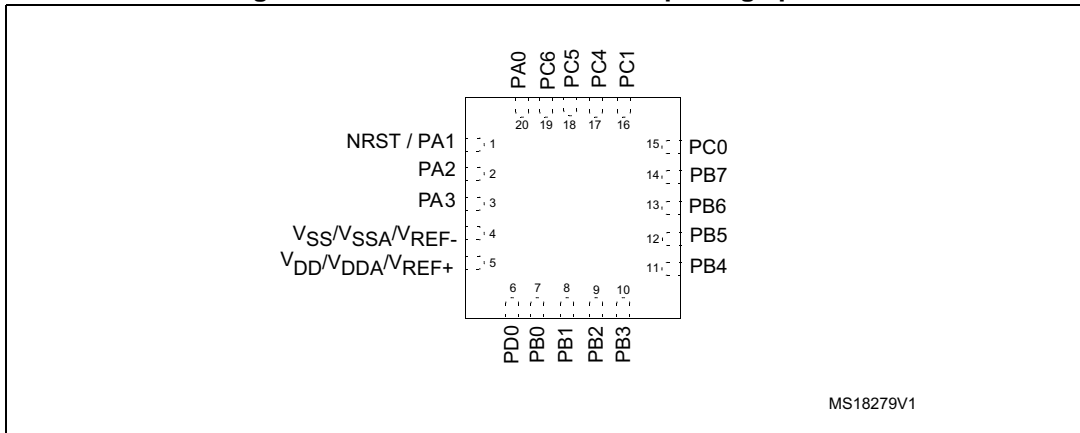 PA0 PC6 PC5 PC4 PC1
20 19 18 17 16
NRST / PA1 1 15 PC0
PA2 2 14 PB7
PA3 3 13 PB6
VSS/VSSA/VREF- 4 12 PB5
VDD/VDDA/VREF+ 5 11 PB4
6 7 8 9 10
PD0 PB0 PB1 PB2 PB3
MS18279V1